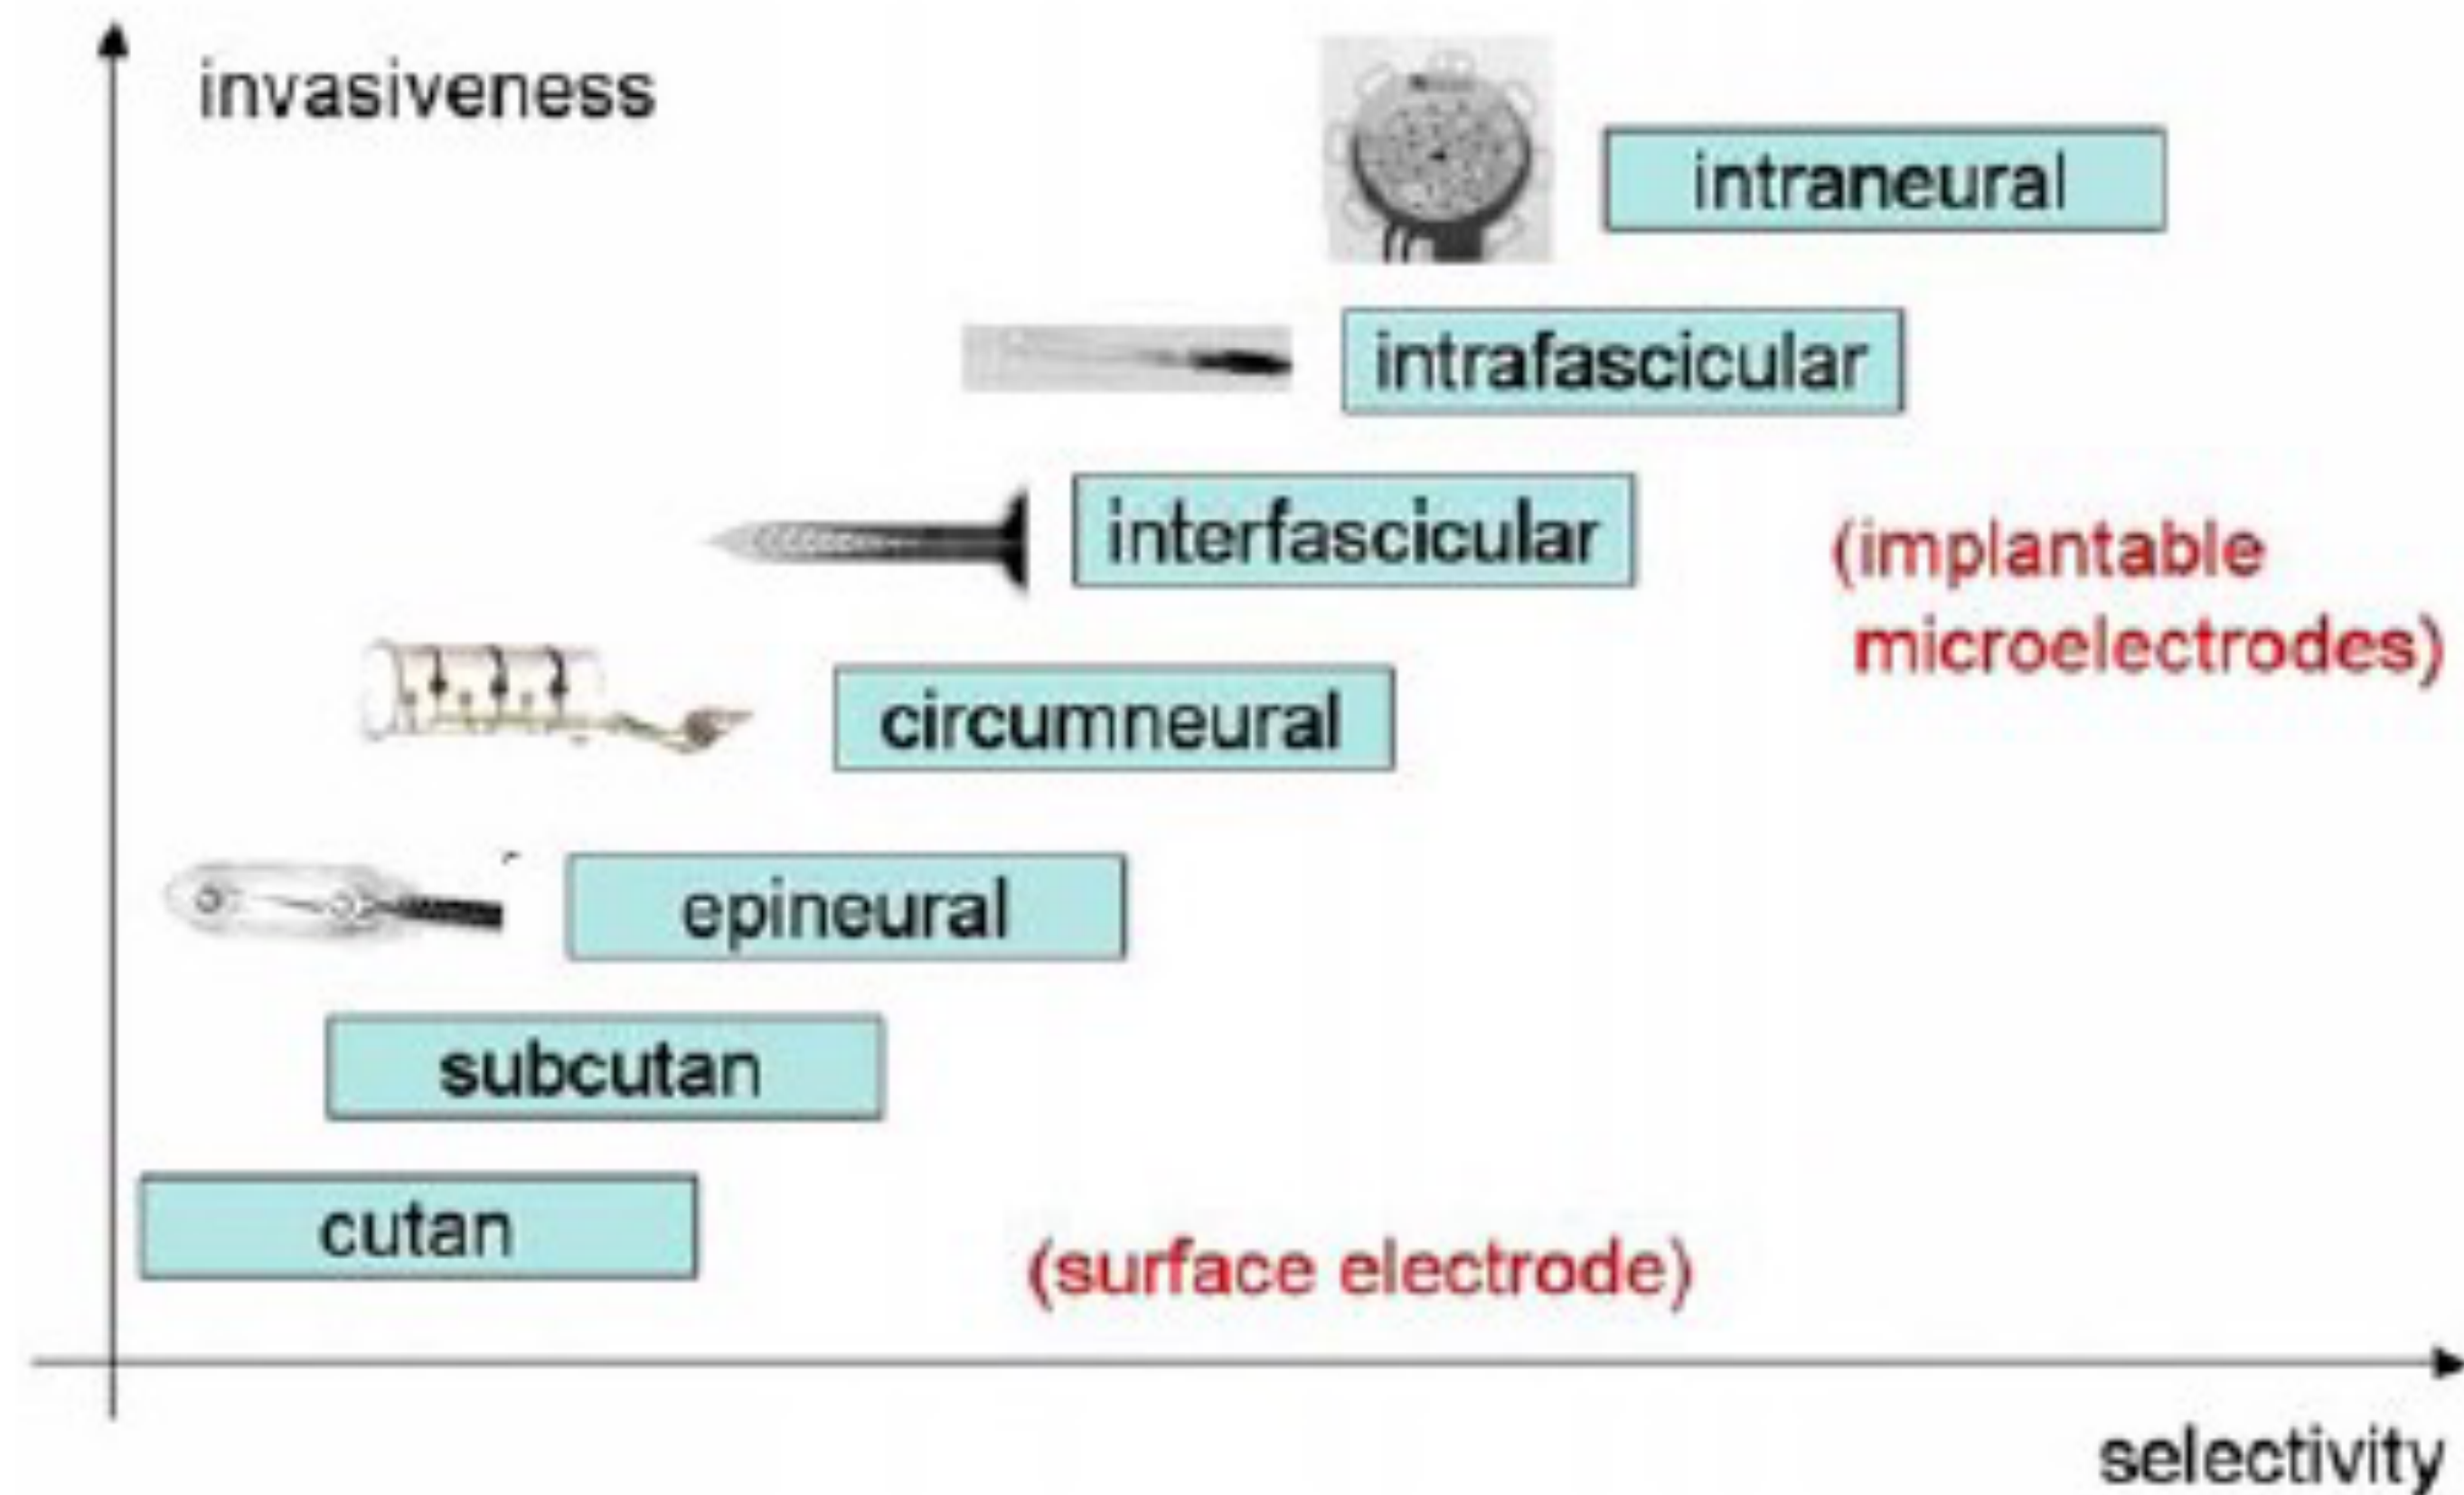 invasiveness
intraneural
intrafascicular
interfascicular
(implantable
microelectrodes)
circumneural
epineural
subcutan
cutan
(surface electrode)
selectivity